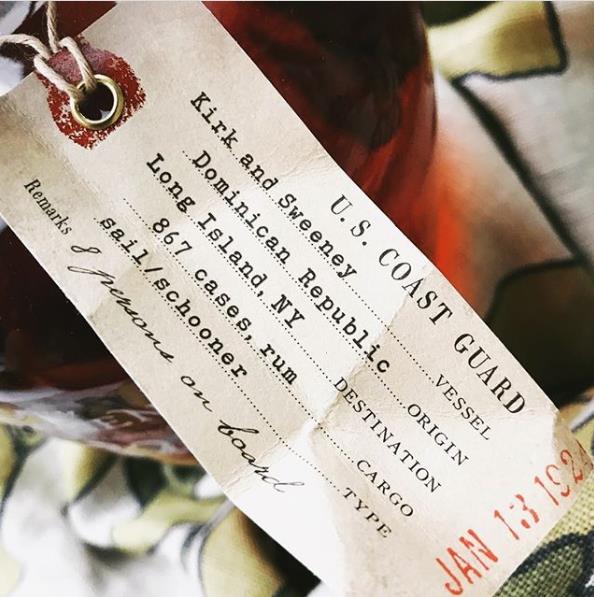 U. S. COAST GUARD
Kirk and Sweeney VESSEL
Dominican Republic ORIGIN
Long Island, NY DESTINATION
867 cases, rum CARGO
sail/schooner TYPE
Remarks 8 persons on board
JAN 13 1924